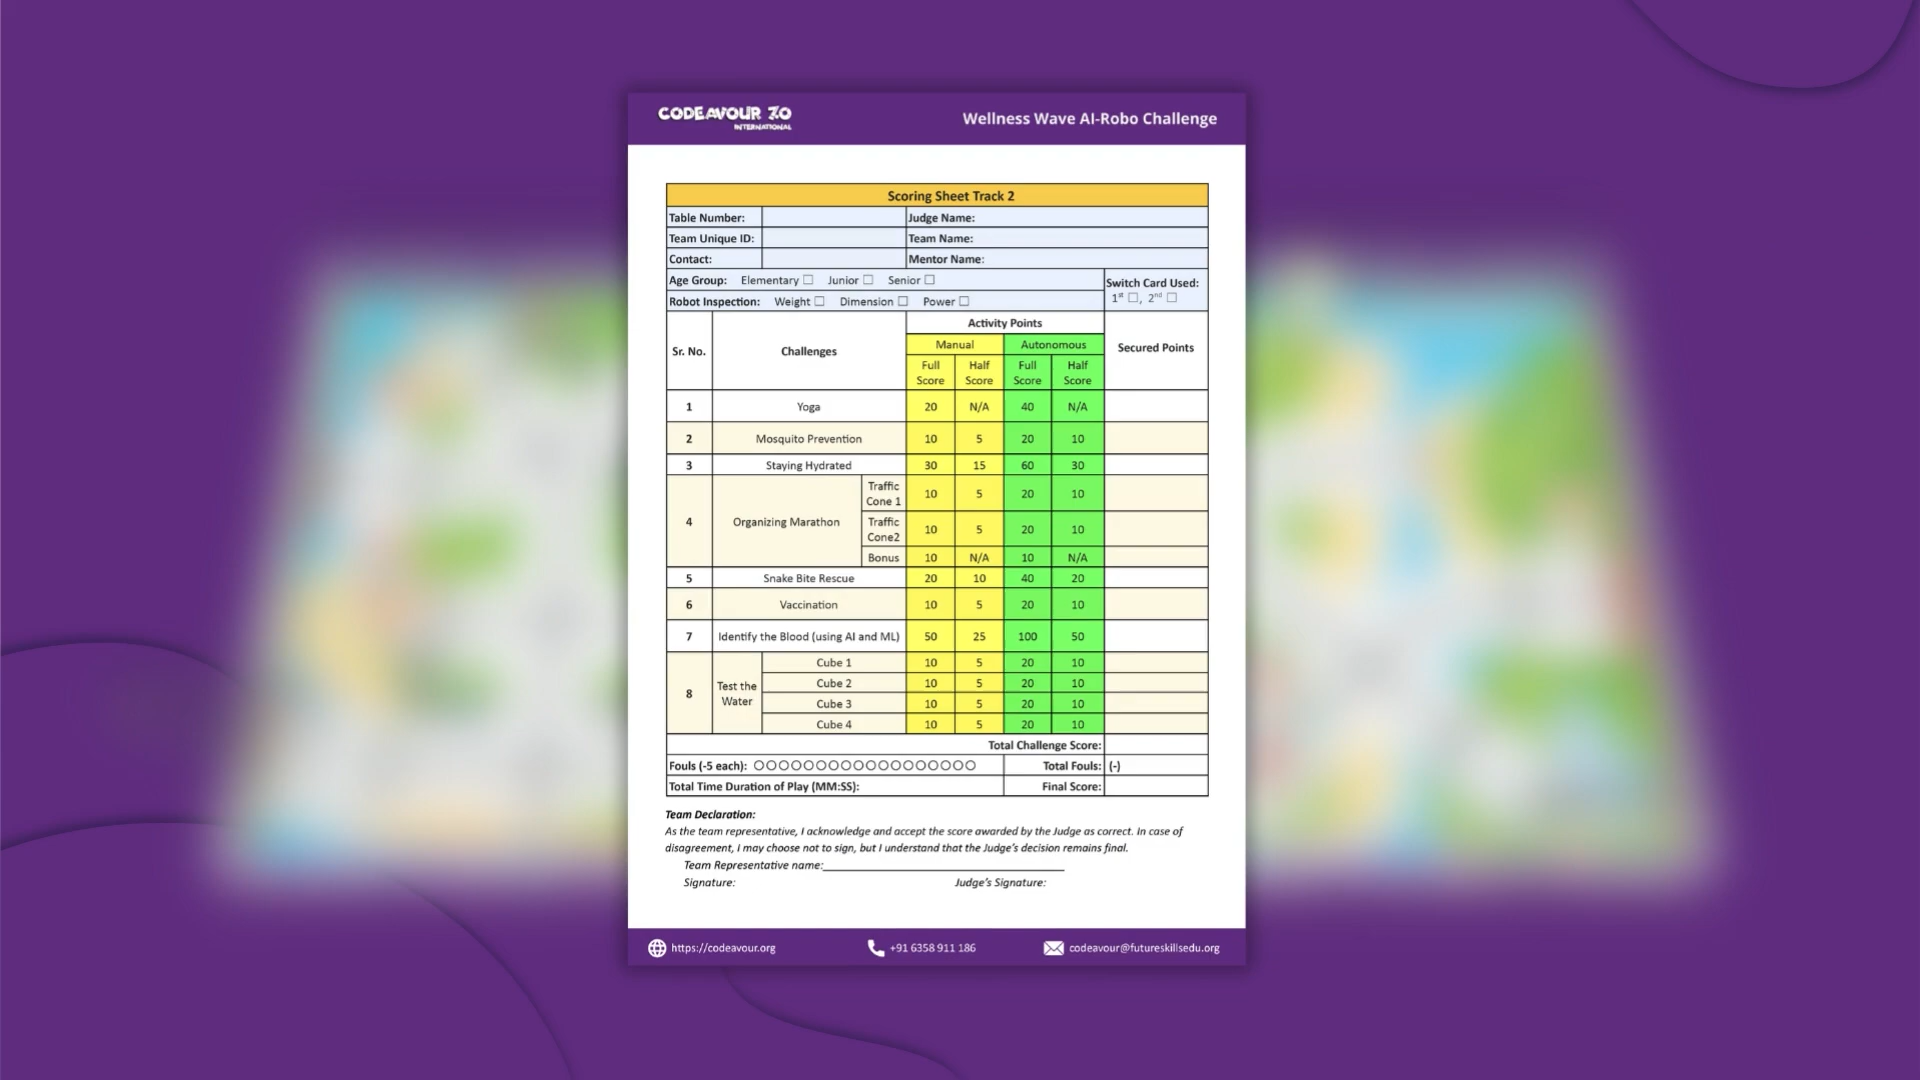 CODEAVOUR 7.0
INTERNATIONAL
Wellness Wave AI-Robo Challenge
Scoring Sheet Track 2
Table Number: Judge Name:
Team Unique ID: Team Name:
Contact: Mentor Name:
Age Group: Elementary ☐ Junior ☐ Senior ☐
Robot Inspection: Weight ☐ Dimension ☐ Power ☐
Switch Card Used:
1st ☐, 2nd ☐
Sr. No. Challenges Activity Points Secured Points
Manual Autonomous
Full Score Half Score Full Score Half Score
1 Yoga 20 N/A 40 N/A
2 Mosquito Prevention 10 5 20 10
3 Staying Hydrated 30 15 60 30
4 Organizing Marathon Traffic Cone 1 10 5 20 10
Traffic Cone2 10 5 20 10
Bonus 10 N/A 10 N/A
5 Snake Bite Rescue 20 10 40 20
6 Vaccination 10 5 20 10
7 Identify the Blood (using AI and ML) 50 25 100 50
8 Test the Water Cube 1 10 5 20 10
Cube 2 10 5 20 10
Cube 3 10 5 20 10
Cube 4 10 5 20 10
Total Challenge Score:
Fouls (-5 each): ○○○○○○○○○○○○○○○○○○ Total Fouls: (-)
Total Time Duration of Play (MM:SS): Final Score:
Team Declaration:
As the team representative, I acknowledge and accept the score awarded by the Judge as correct. In case of
disagreement, I may choose not to sign, but I understand that the Judge's decision remains final.
Team Representative name:
Signature: Judge's Signature:
https://codeavour.org +91 6358 911 186 codeavour@futureskillsedu.org